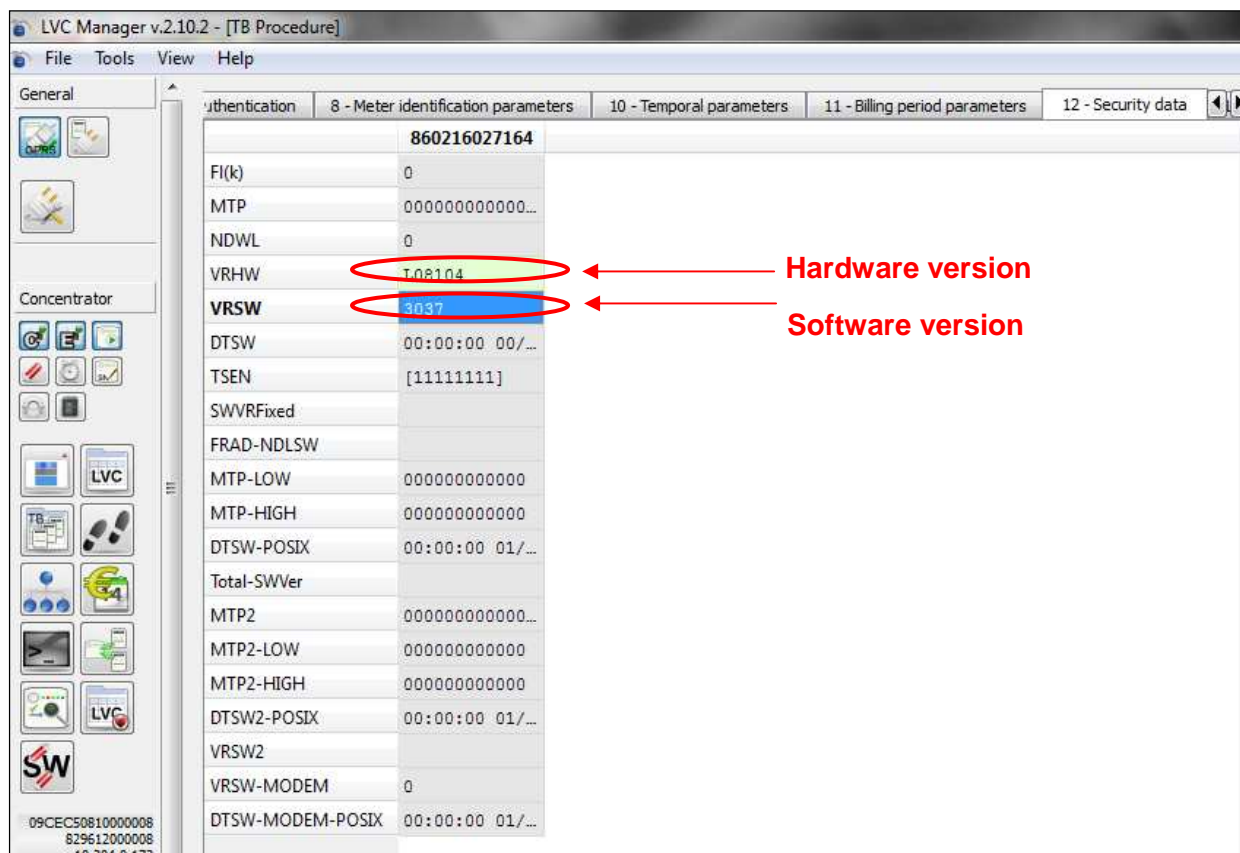 LVC Manager v.2.10.2 - [TB Procedure]
File Tools View Help
General
uthentication 8 - Meter identification parameters 10 - Temporal parameters 11 - Billing period parameters 12 - Security data
860216027164
GPRS
FI(k) 0
MTP 000000000000...
NDWL 0
VRHW L08104 Hardware version
Concentrator
VRSW 3037 Software version
DTSW 00:00:00 00/...
TSEN [11111111]
SWVRFixed
FRAD-NDLSW
LVC
MTP-LOW 000000000000
MTP-HIGH 000000000000
TB
DTSW-POSIX 00:00:00 01/...
Total-SWVer
MTP2 000000000000...
MTP2-LOW 000000000000
MTP2-HIGH 000000000000
LVC
DTSW2-POSIX 00:00:00 01/...
VRSW2
SW
VRSW-MODEM 0
DTSW-MODEM-POSIX 00:00:00 01/...
09CEC50810000008
829612000008